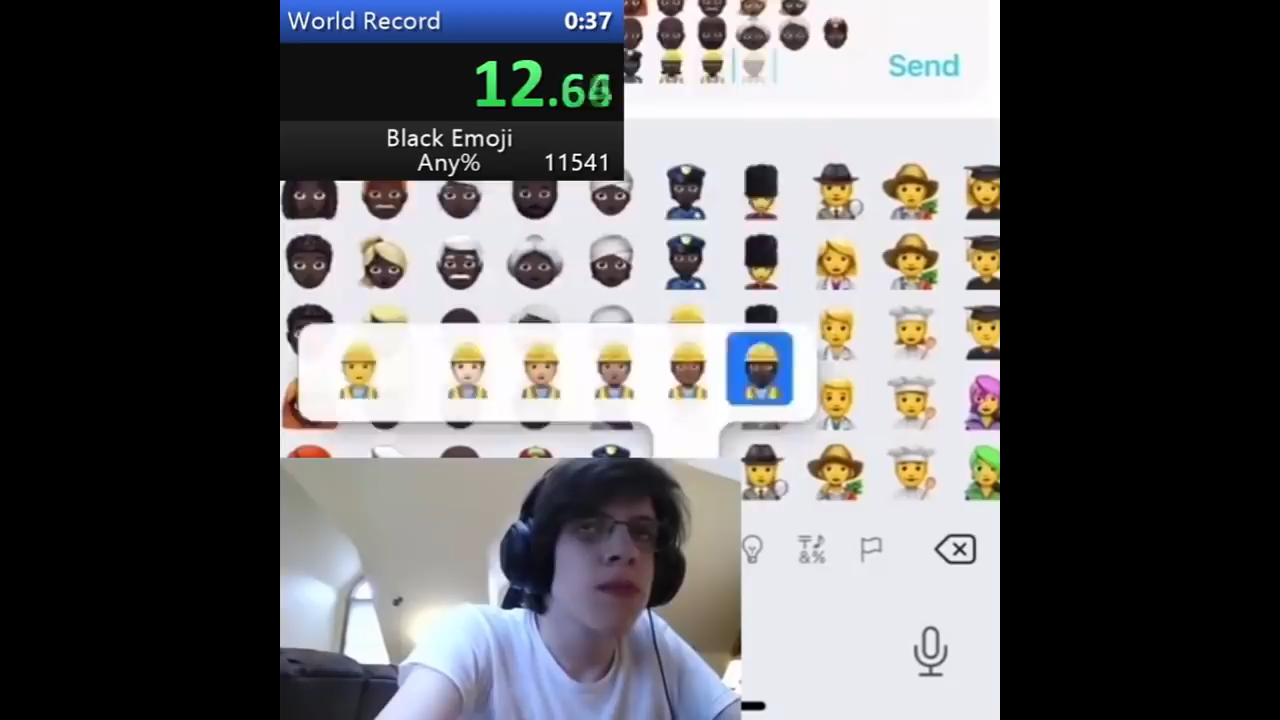 World Record 0:37
12.64
Black Emoji
Any% 11541
Send
&%